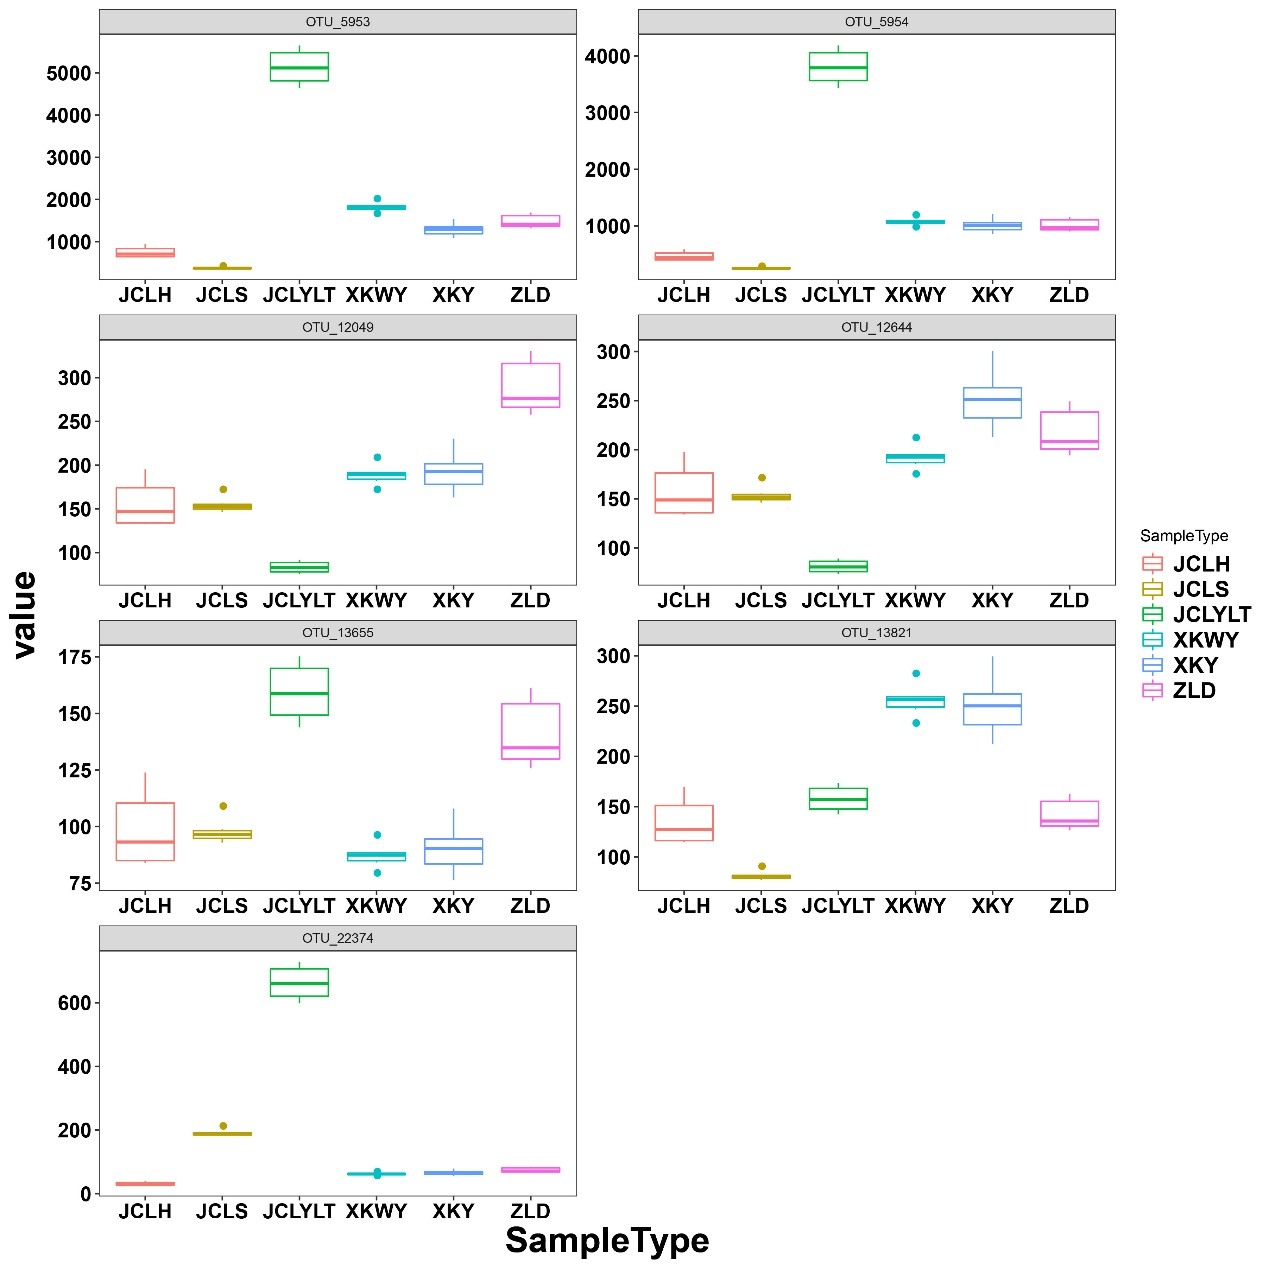 OTU_5953
5000
4000
3000
2000
1000
JCLH JCLS JCLYLT XKWY XKY ZLD
OTU_5954
4000
3000
2000
1000
JCLH JCLS JCLYLT XKWY XKY ZLD
OTU_12049
300
250
200
150
100
JCLH JCLS JCLYLT XKWY XKY ZLD
OTU_12644
300
250
200
150
100
JCLH JCLS JCLYLT XKWY XKY ZLD
OTU_13655
175
150
125
100
75
JCLH JCLS JCLYLT XKWY XKY ZLD
OTU_13821
300
250
200
150
100
JCLH JCLS JCLYLT XKWY XKY ZLD
OTU_22374
600
400
200
0
JCLH JCLS JCLYLT XKWY XKY ZLD
value
SampleType
SampleType
JCLH
JCLS
JCLYLT
XKWY
XKY
ZLD